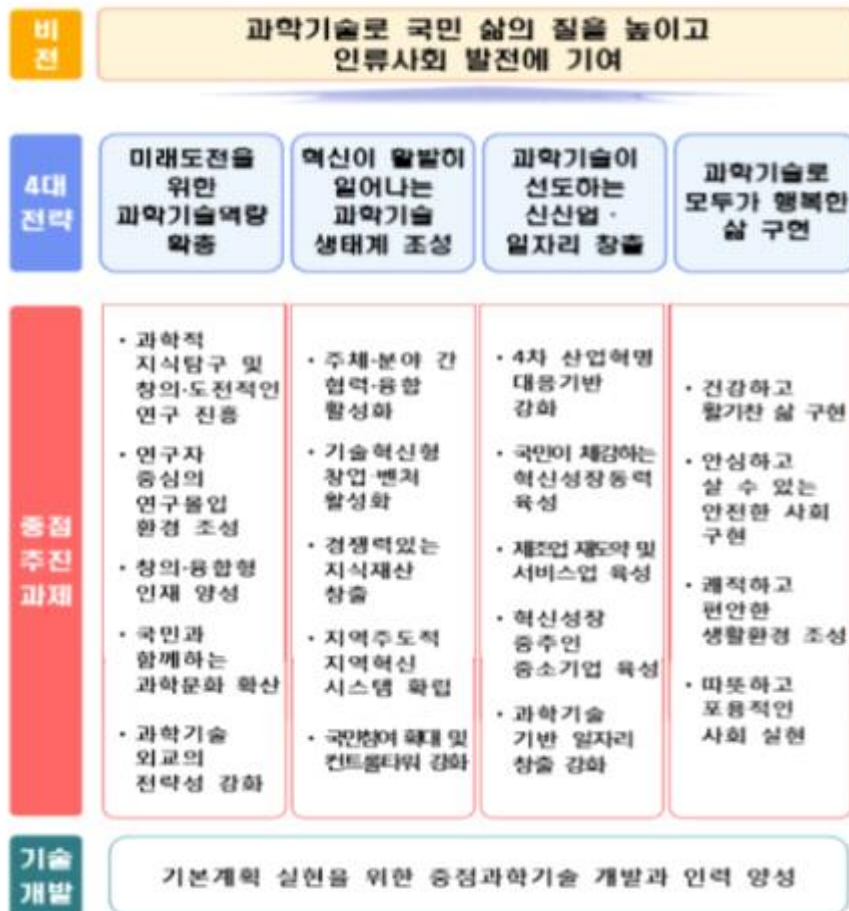 비
전
과학기술로 국민 삶의 질을 높이고
인류사회 발전에 기여
4대
전략
미래도전을
위한
과학기술역량
확충
혁신이 활발히
일어나는
과학기술
생태계 조성
과학기술이
선도하는
신산업·
일자리 창출
과학기술로
모두가 행복한
삶 구현
중점
추진
과제
• 과학적
지식탐구 및
창의·도전적인
연구 진흥
• 연구자
중심의
연구몰입
환경 조성
• 창의·융합형
인재 양성
• 국민과
함께하는
과학문화 확산
• 과학기술
외교의
전략성 강화
• 주체·분야 간
협력·융합
활성화
• 기술혁신형
창업·벤처
활성화
• 경쟁력있는
지식재산
창출
• 지역주도적
지역혁신
시스템 확립
• 국민참여 확대 및
컨트롤타워 강화
• 4차 산업혁명
대응기반
강화
• 국민이 체감하는
혁신성장동력
육성
• 제조업 재도약 및
서비스업 육성
• 혁신성장
중추인
중소기업 육성
• 과학기술
기반 일자리
창출 강화
• 건강하고
활기찬 삶 구현
• 안심하고
살 수 있는
안전한 사회
구현
• 쾌적하고
편안한
생활환경 조성
• 따뜻하고
포용적인
사회 실현
기술
개발
기본계획 실현을 위한 중점과학기술 개발과 인력 양성